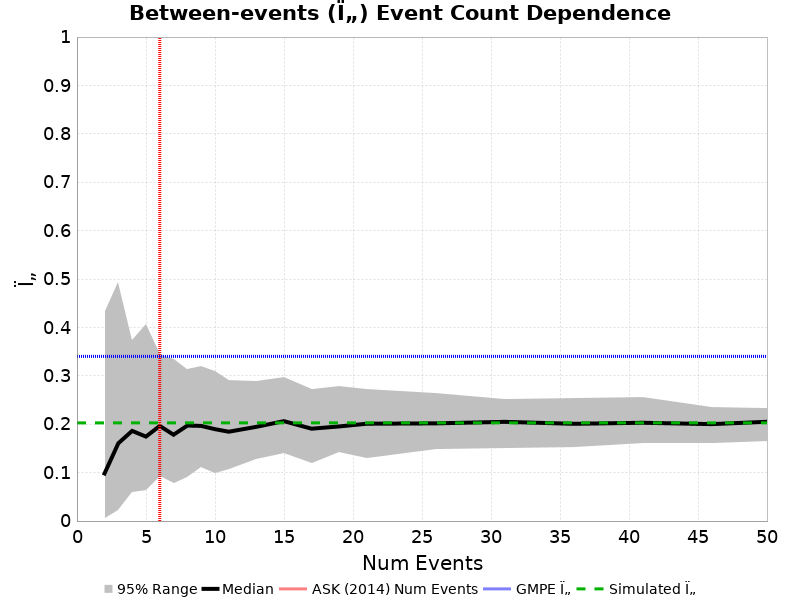 Between-events (Ï„) Event Count Dependence
1
0.9
0.8
0.7
0.6
0.5
0.4
0.3
0.2
0.1
0
Ï„
0 5 10 15 20 25 30 35 40 45 50
Num Events
95% Range Median ASK (2014) Num Events GMPE Ï„ Simulated Ï„